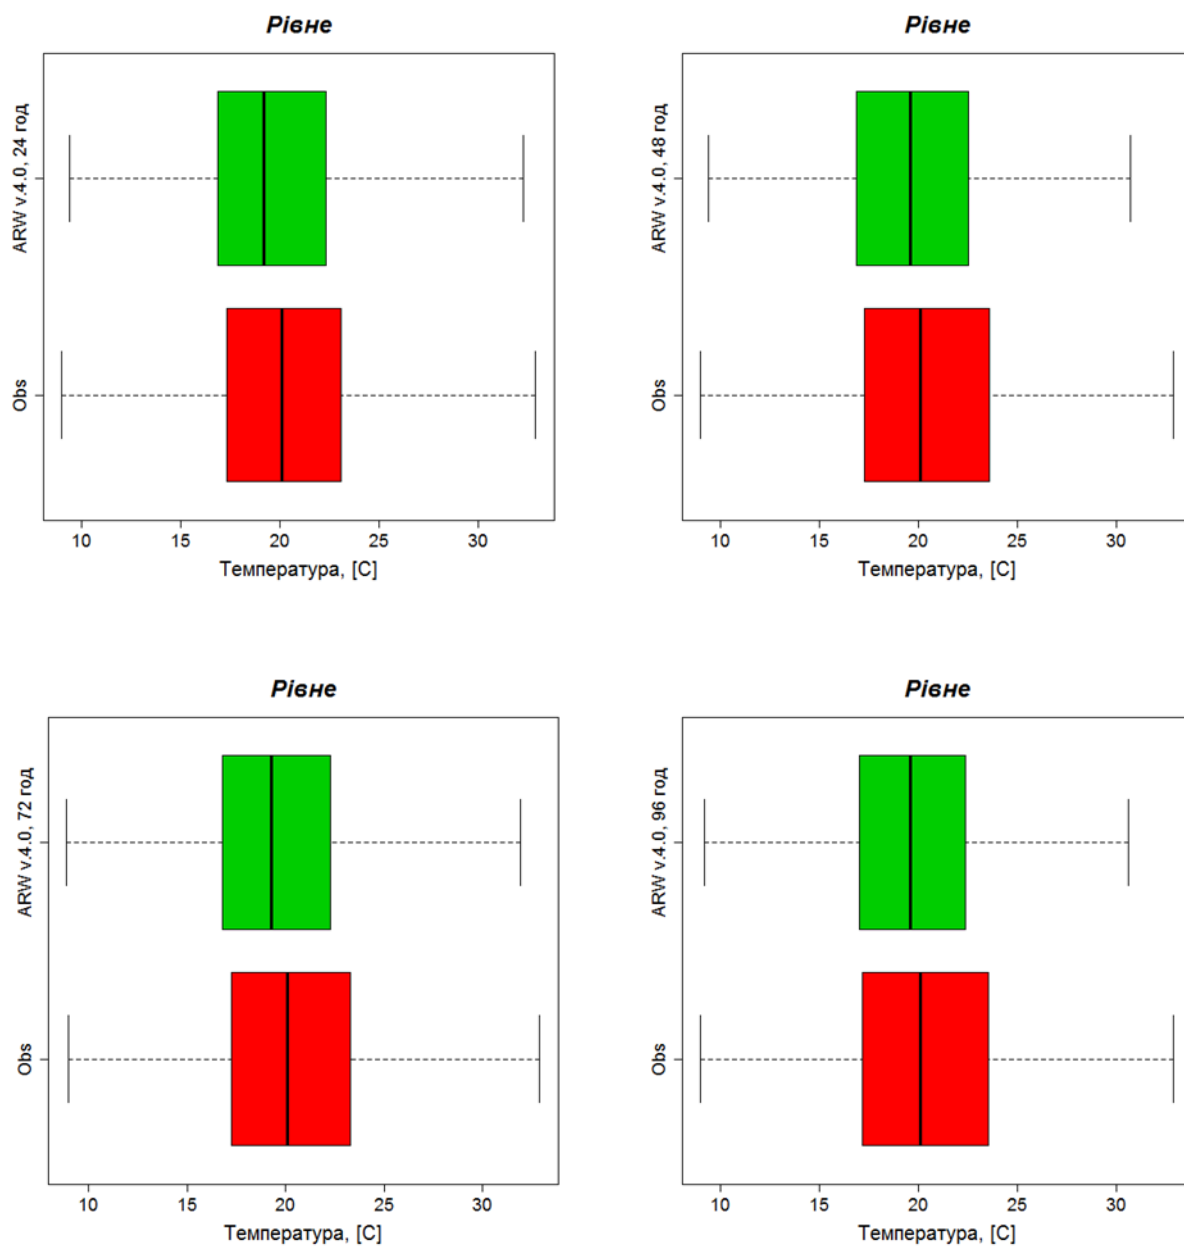 Рівне
ARW v.4.0, 24 год
Obs
10 15 20 25 30
Температура, [C]
Рівне
ARW v.4.0, 48 год
Obs
10 15 20 25 30
Температура, [C]
Рівне
ARW v.4.0, 72 год
Obs
10 15 20 25 30
Температура, [C]
Рівне
ARW v.4.0, 96 год
Obs
10 15 20 25 30
Температура, [C]